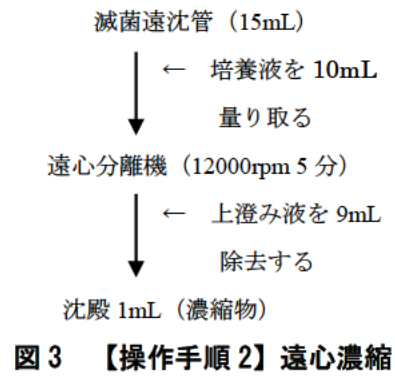 滅菌遠沈管（15mL）
← 培養液を 10mL
量り取る
遠心分離機（12000rpm 5 分）
← 上澄み液を 9mL
除去する
沈殿 1mL（濃縮物）
図 3 【操作手順 2】遠心濃縮